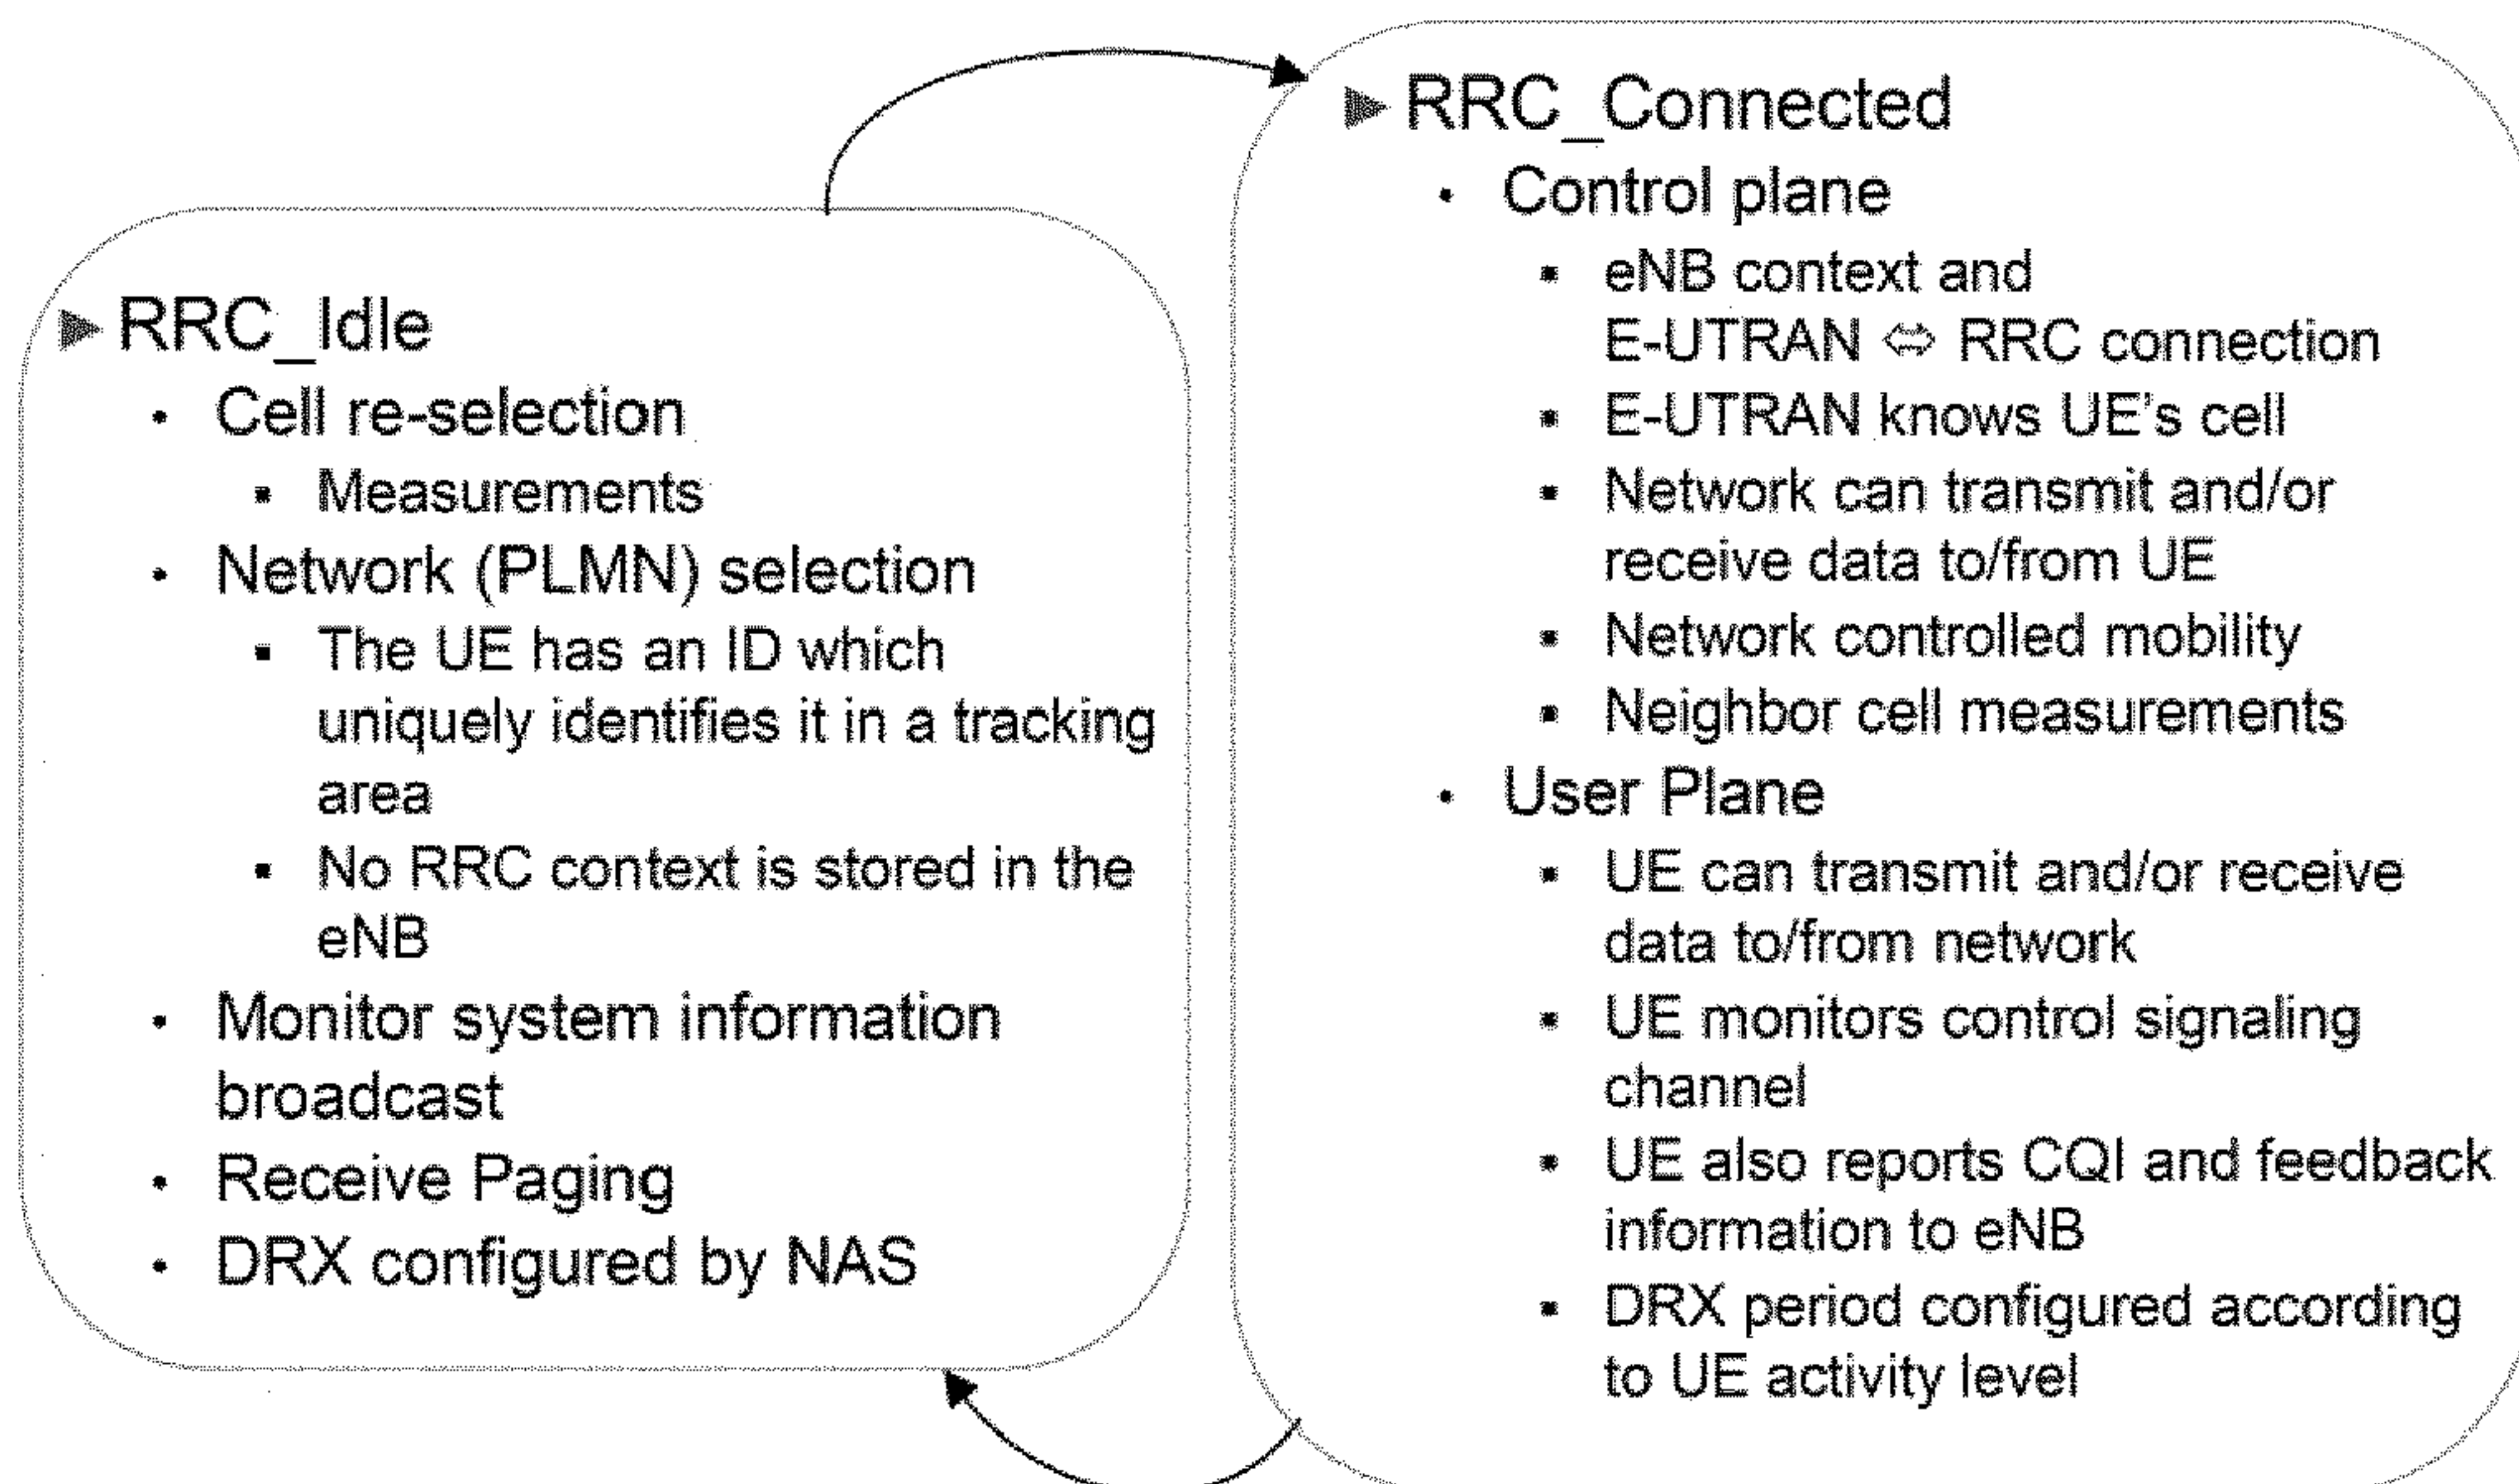 ► RRC_Idle
• Cell re-selection
▪ Measurements
• Network (PLMN) selection
▪ The UE has an ID which
uniquely identifies it in a tracking
area
▪ No RRC context is stored in the
eNB
• Monitor system information
broadcast
• Receive Paging
• DRX configured by NAS
► RRC_Connected
• Control plane
▪ eNB context and
E-UTRAN ⇔ RRC connection
▪ E-UTRAN knows UE's cell
▪ Network can transmit and/or
receive data to/from UE
▪ Network controlled mobility
▪ Neighbor cell measurements
• User Plane
▪ UE can transmit and/or receive
data to/from network
▪ UE monitors control signaling
channel
▪ UE also reports CQI and feedback
information to eNB
▪ DRX period configured according
to UE activity level